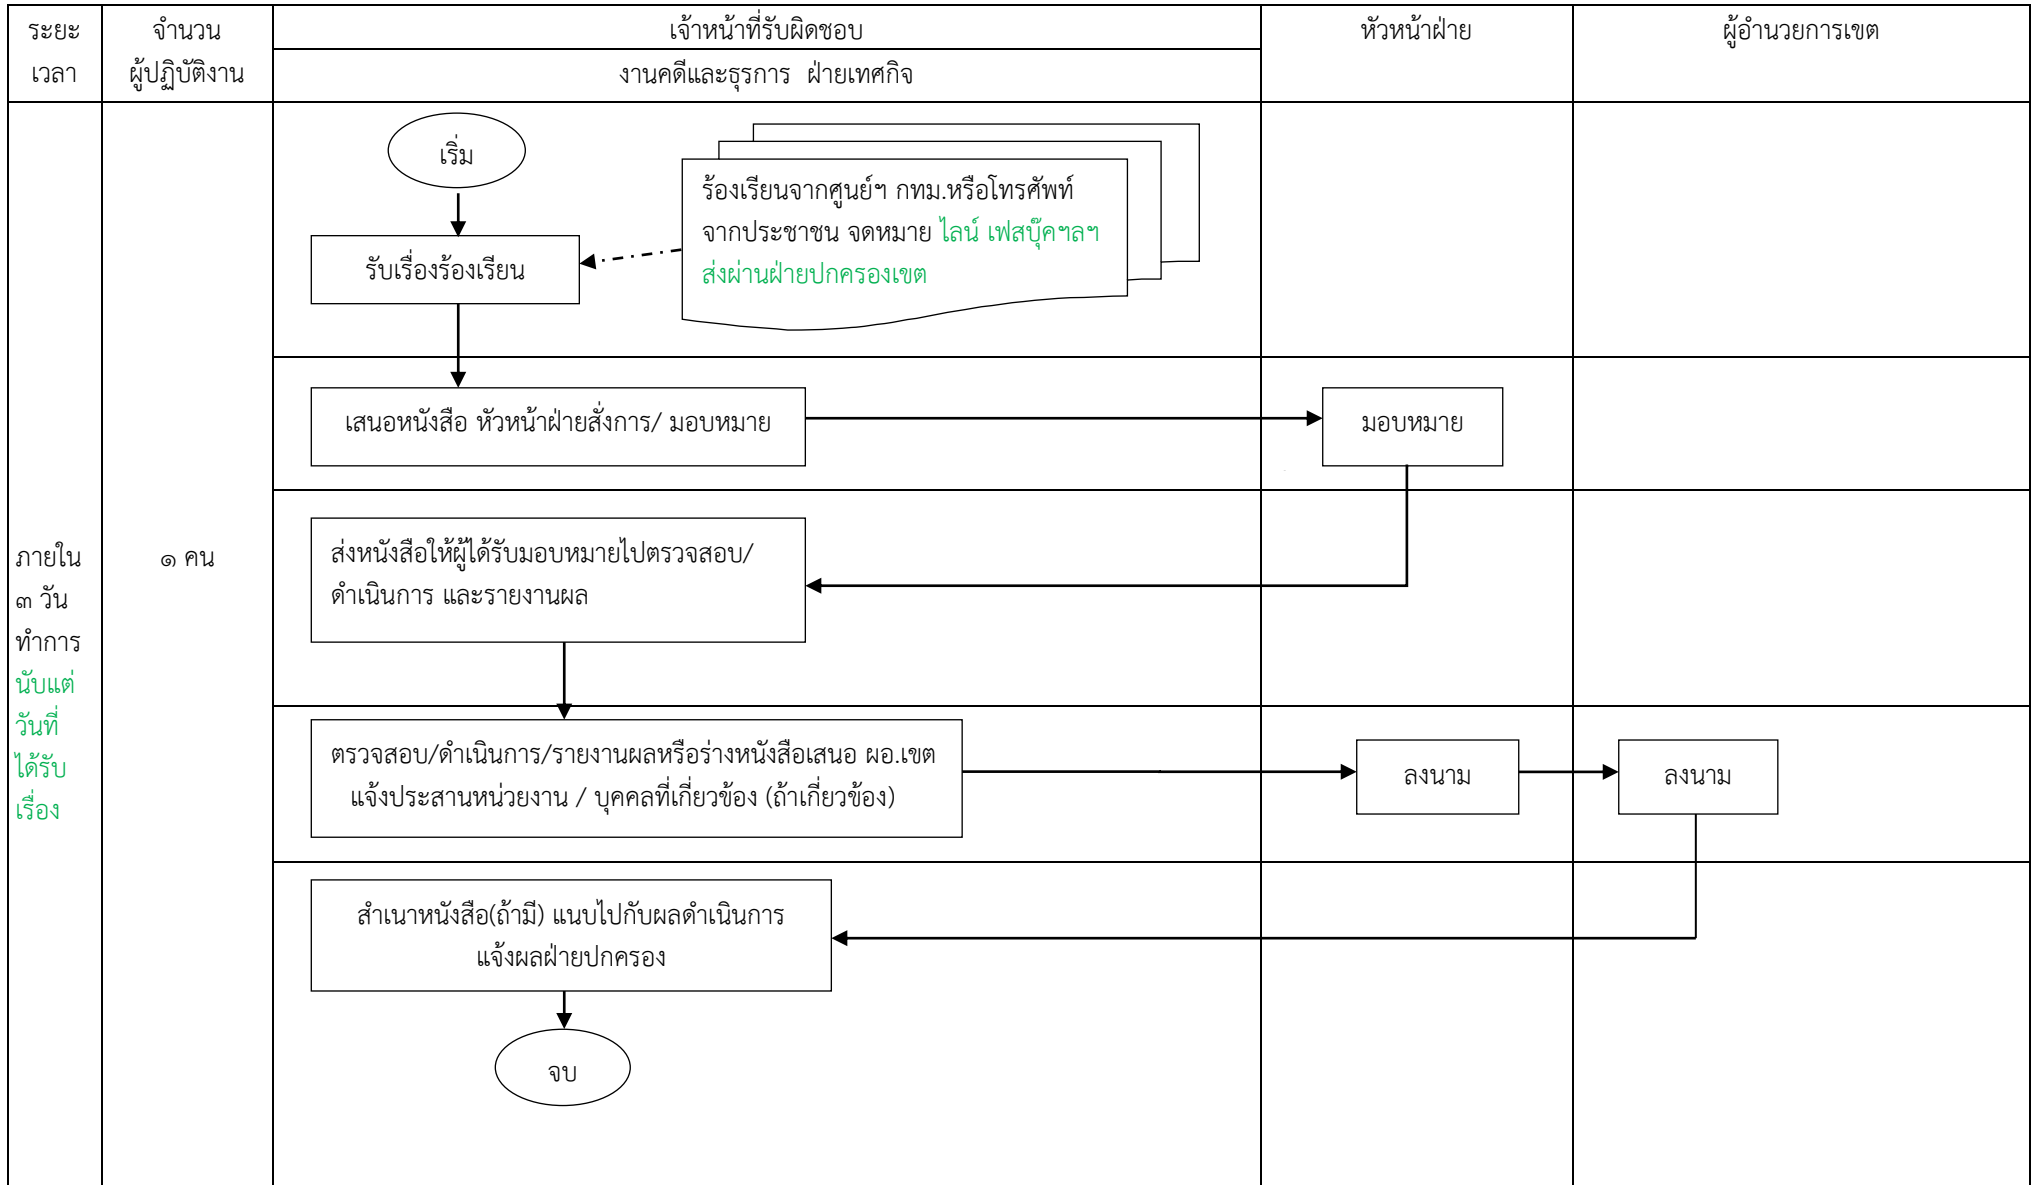 ระยะ
เวลา
จำนวน
ผู้ปฏิบัติงาน
เจ้าหน้าที่รับผิดชอบ
งานคดีและธุรการ ฝ่ายเทศกิจ
หัวหน้าฝ่าย
ผู้อำนวยการเขต
ภายใน
๓ วัน
ทำการ
นับแต่
วันที่
ได้รับ
เรื่อง
๑ คน
เริ่ม
ร้องเรียนจากศูนย์ฯ กทม.หรือโทรศัพท์
จากประชาชน จดหมาย ไลน์ เฟสบุ๊คฯลฯ
ส่งผ่านฝ่ายปกครองเขต
รับเรื่องร้องเรียน
เสนอหนังสือ หัวหน้าฝ่ายสั่งการ/ มอบหมาย
มอบหมาย
ส่งหนังสือให้ผู้ได้รับมอบหมายไปตรวจสอบ/
ดำเนินการ และรายงานผล
ตรวจสอบ/ดำเนินการ/รายงานผลหรือร่างหนังสือเสนอ ผอ.เขต
แจ้งประสานหน่วยงาน / บุคคลที่เกี่ยวข้อง (ถ้าเกี่ยวข้อง)
ลงนาม
ลงนาม
สำเนาหนังสือ(ถ้ามี) แนบไปกับผลดำเนินการ
แจ้งผลฝ่ายปกครอง
จบ